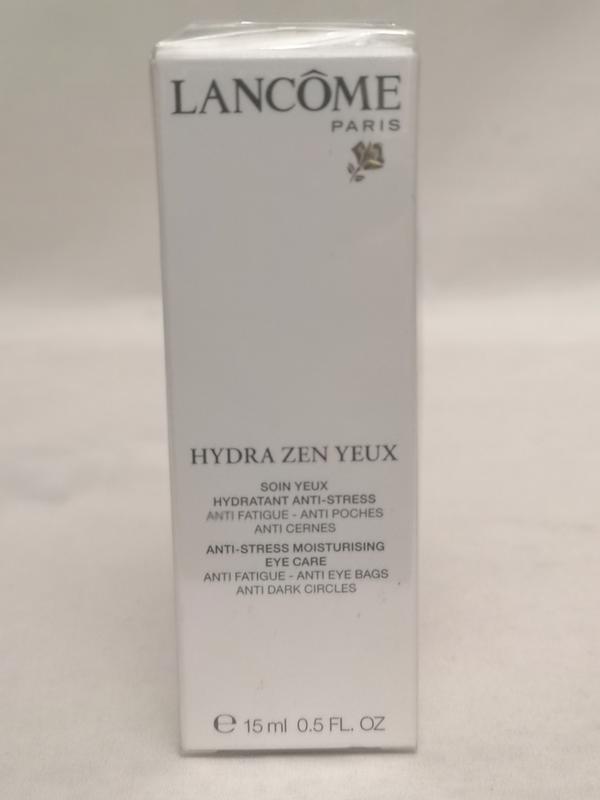 LANCÔME
PARIS
HYDRA ZEN YEUX
SOIN YEUX
HYDRATANT ANTI-STRESS
ANTI FATIGUE - ANTI POCHES
ANTI CERNES
ANTI-STRESS MOISTURISING
EYE CARE
ANTI FATIGUE - ANTI EYE BAGS
ANTI DARK CIRCLES
℮ 15 ml 0.5 FL. OZ